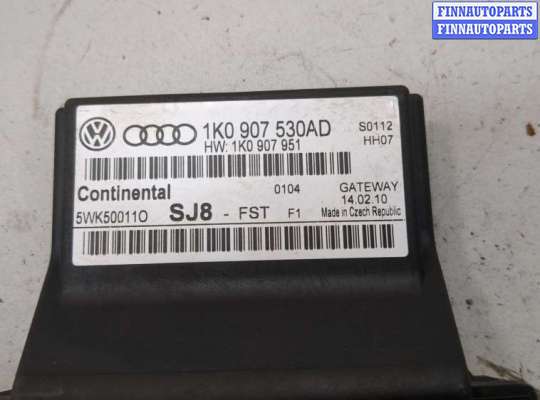 FINNAUTOPARTS
FINNAUTOPARTS
1K0 907 530AD S0112
HW: 1K0 907 951 HH07
Continental 0104 GATEWAY
14.02.10
5WK50011O SJ8 - FST F1 Made in Czech Republic